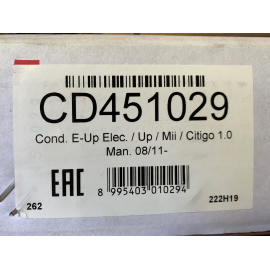 CD451029
Cond. E-Up Elec. / Up / Mii / Citigo 1.0
Man. 08/11-
EAC
8 995403 010294
262
222H19